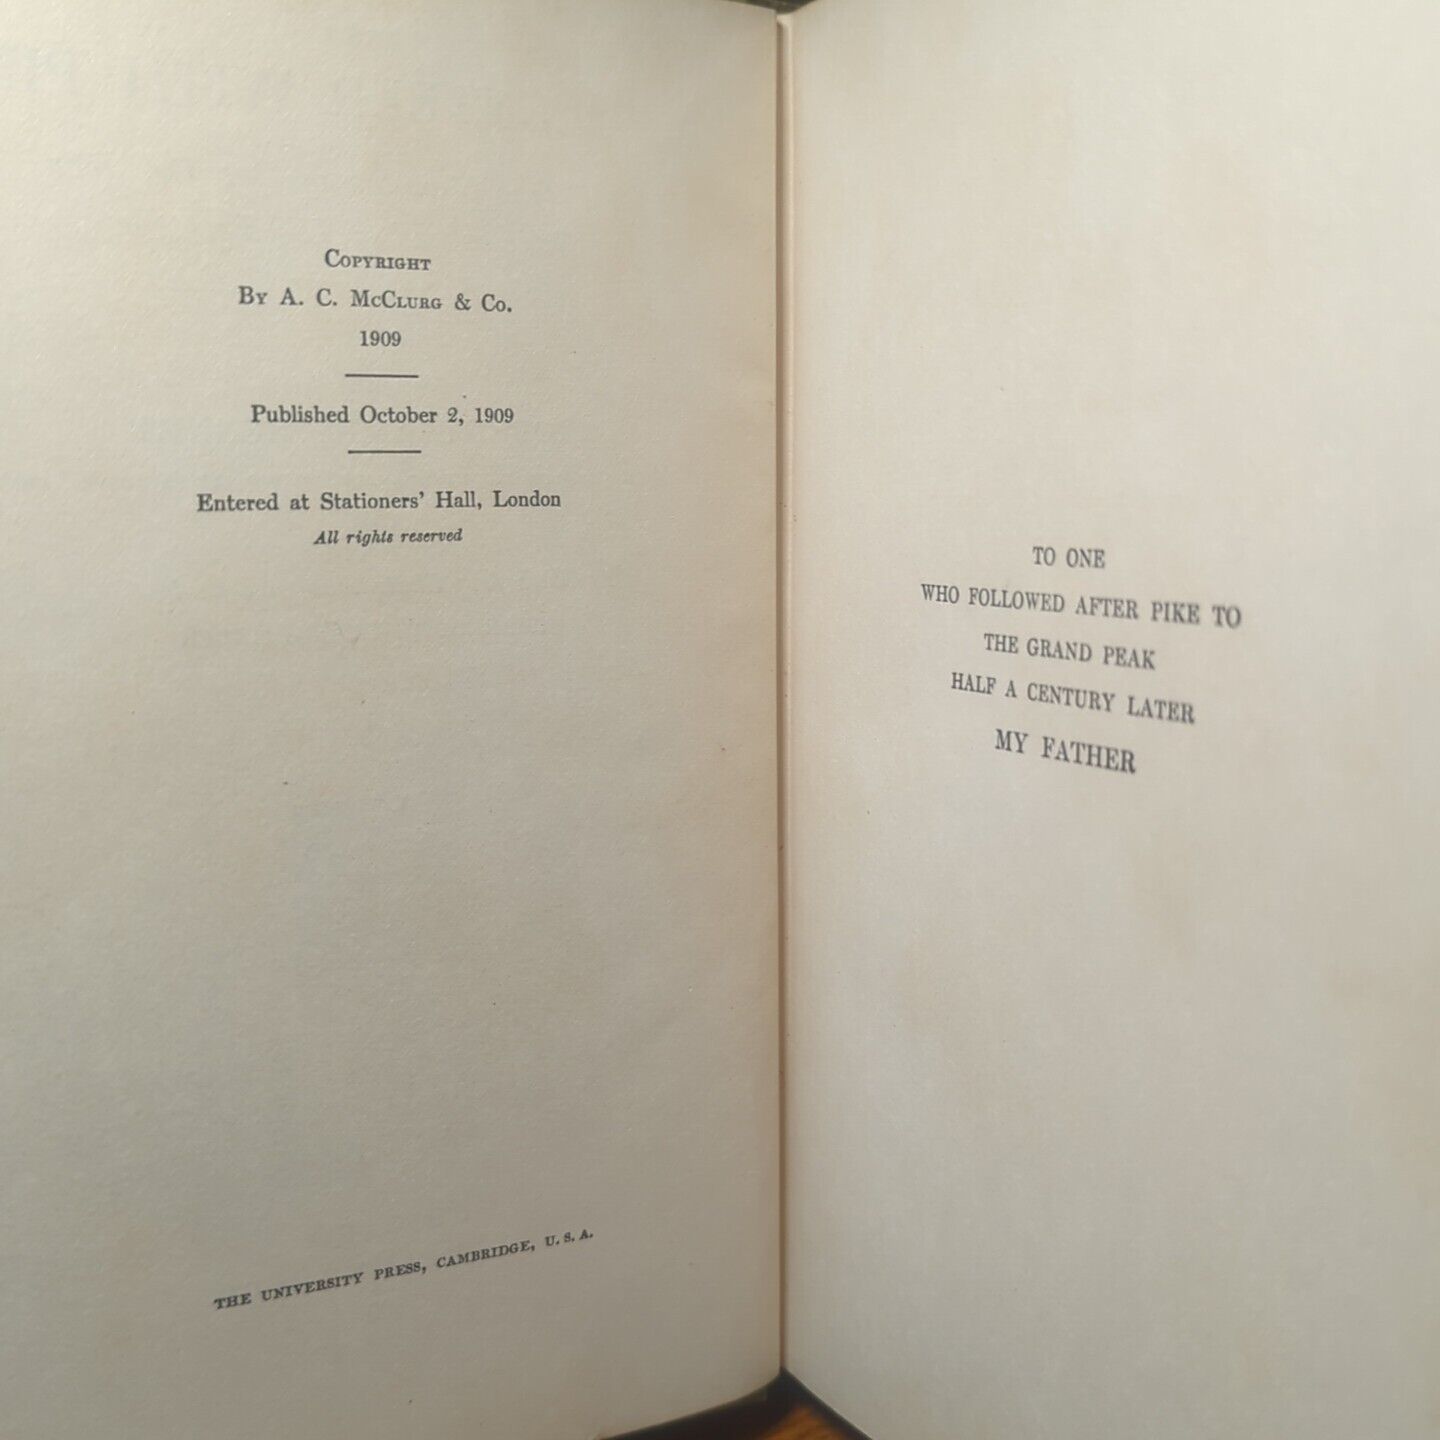 Copyright
By A. C. McClurg & Co.
1909
Published October 2, 1909
Entered at Stationers' Hall, London
All rights reserved
THE UNIVERSITY PRESS, CAMBRIDGE, U. S. A.
TO ONE
WHO FOLLOWED AFTER PIKE TO
THE GRAND PEAK
HALF A CENTURY LATER
MY FATHER